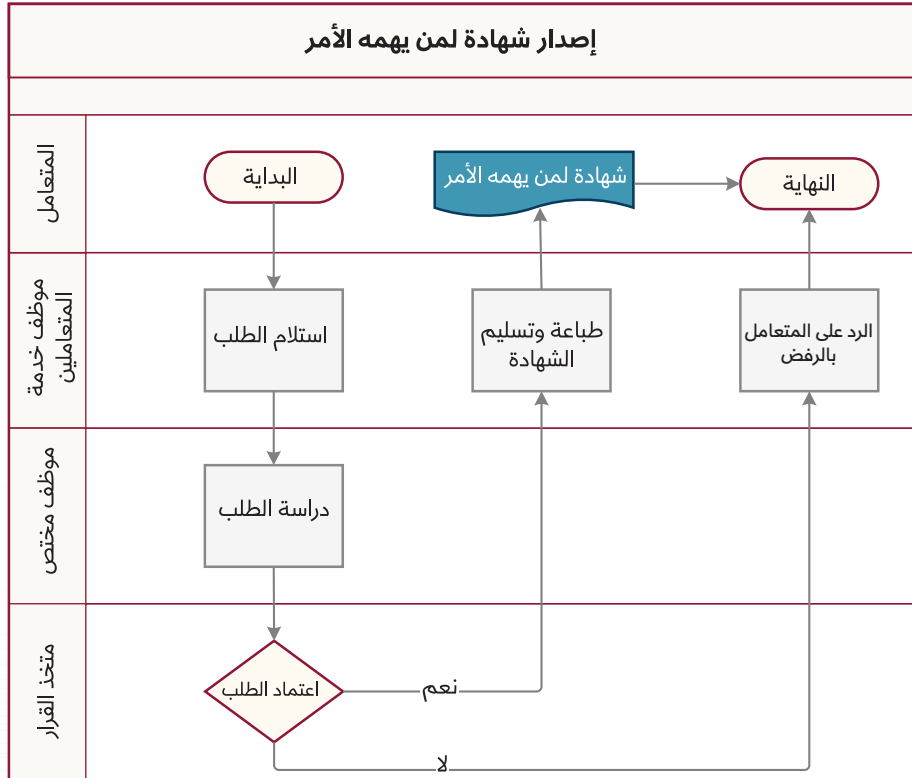 إصدار شهادة لمن يهمه الأمر
المتعامل
البداية
شهادة لمن يهمه الأمر
النهاية
موظف خدمة
المتعاملين
استلام الطلب
طباعة وتسليم
الشهادة
الرد على المتعامل
بالرفض
موظف مختص
دراسة الطلب
متخذ القرار
اعتماد الطلب
نعم
لا